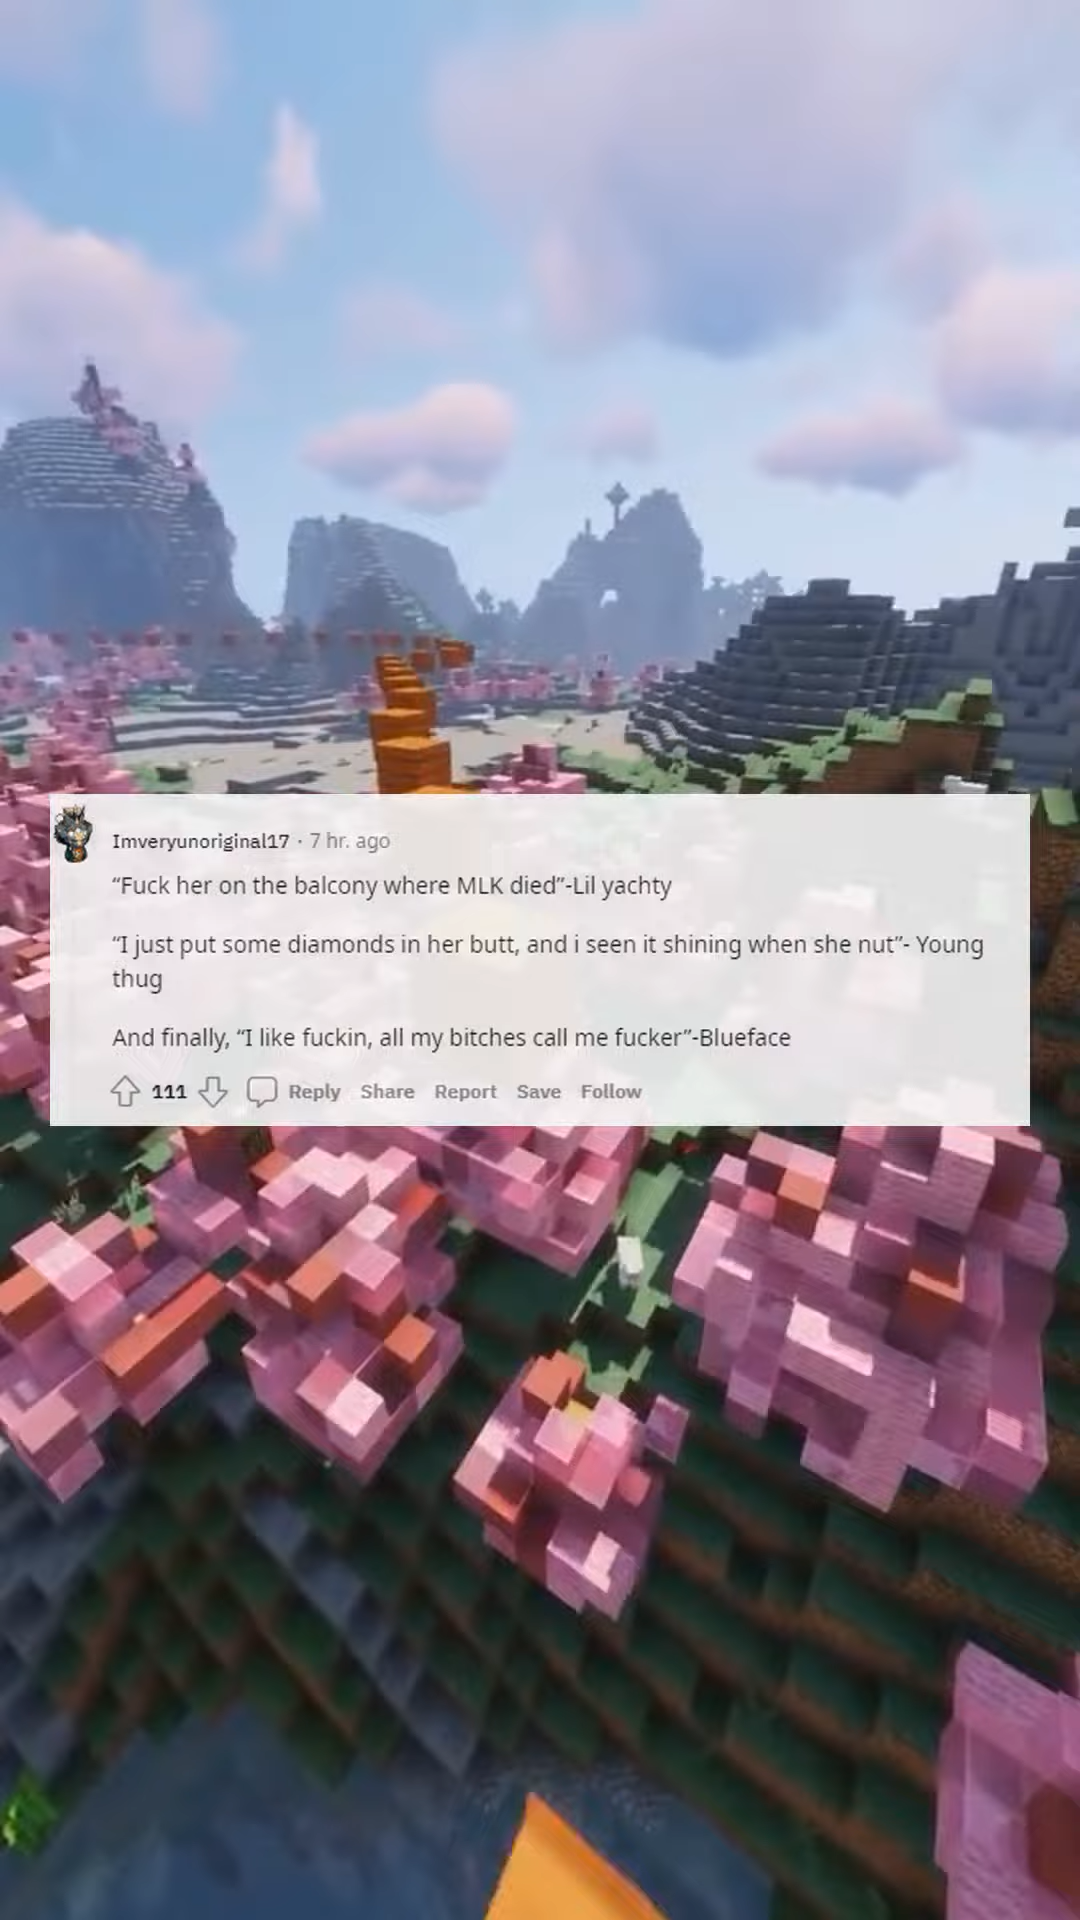 Imveryunoriginal17 · 7 hr. ago
“Fuck her on the balcony where MLK died”-Lil yachty
“I just put some diamonds in her butt, and i seen it shining when she nut”- Young
thug
And finally, “I like fuckin, all my bitches call me fucker”-Blueface
111 Reply Share Report Save Follow